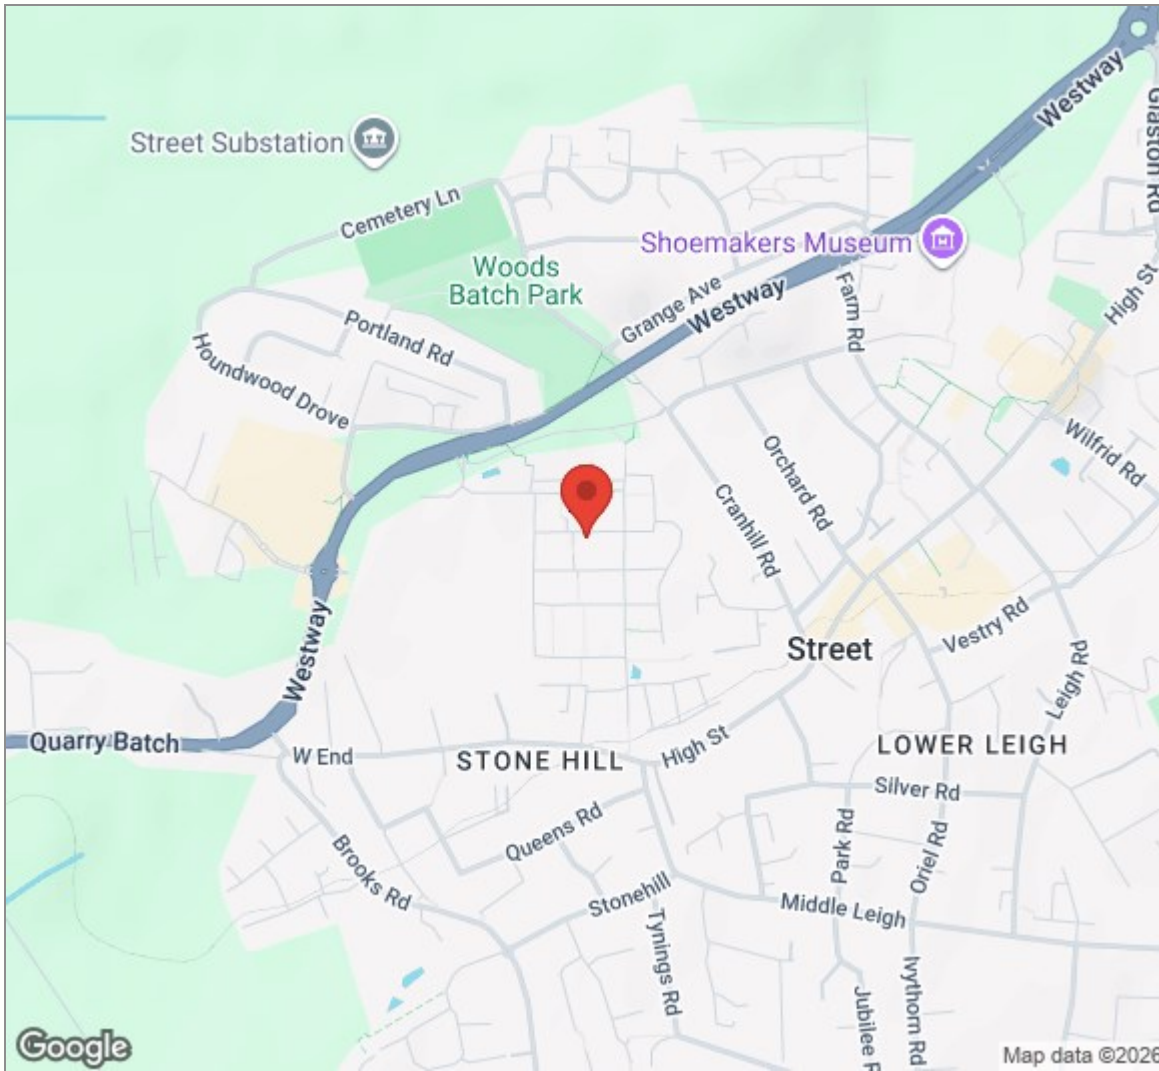 Westway
Glaston Rd
Street Substation
Cemetery Ln
Shoemakers Museum
Woods
Batch Park
High St
Grange Ave
Westway
Farm Rd
Portland Rd
Houndwood Drove
Wilfrid Rd
Orchard Rd
Cranhill Rd
Vestry Rd
Westway
Street
Leigh Rd
Quarry Batch
W End
STONE HILL
High St
LOWER LEIGH
Silver Rd
Queens Rd
Park Rd
Oriel Rd
Brooks Rd
Stonehill
Middle Leigh
Tynings Rd
Ivythorn Rd
Jubilee R
Google
Map data ©2026